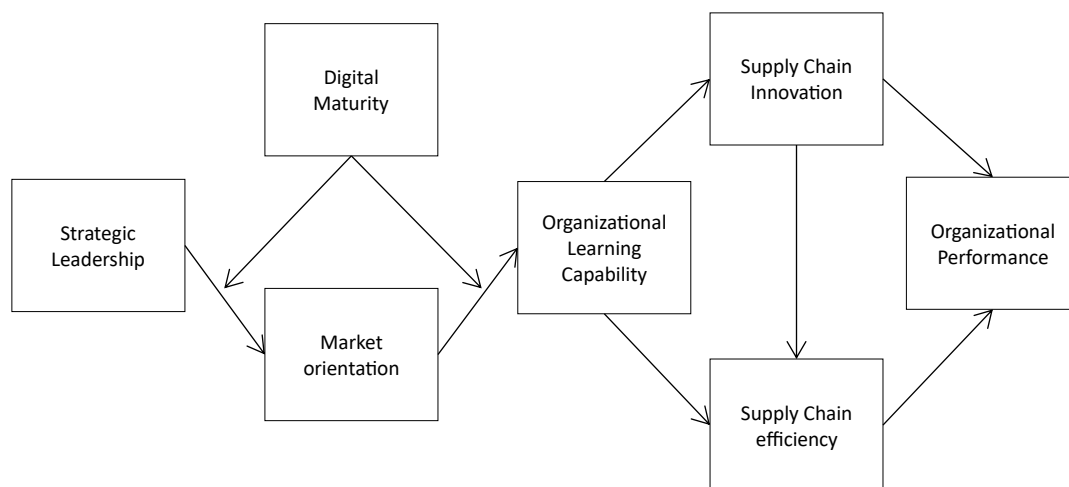 Digital
Maturity
Supply Chain
Innovation
Strategic
Leadership
Organizational
Learning
Capability
Organizational
Performance
Market
orientation
Supply Chain
efficiency